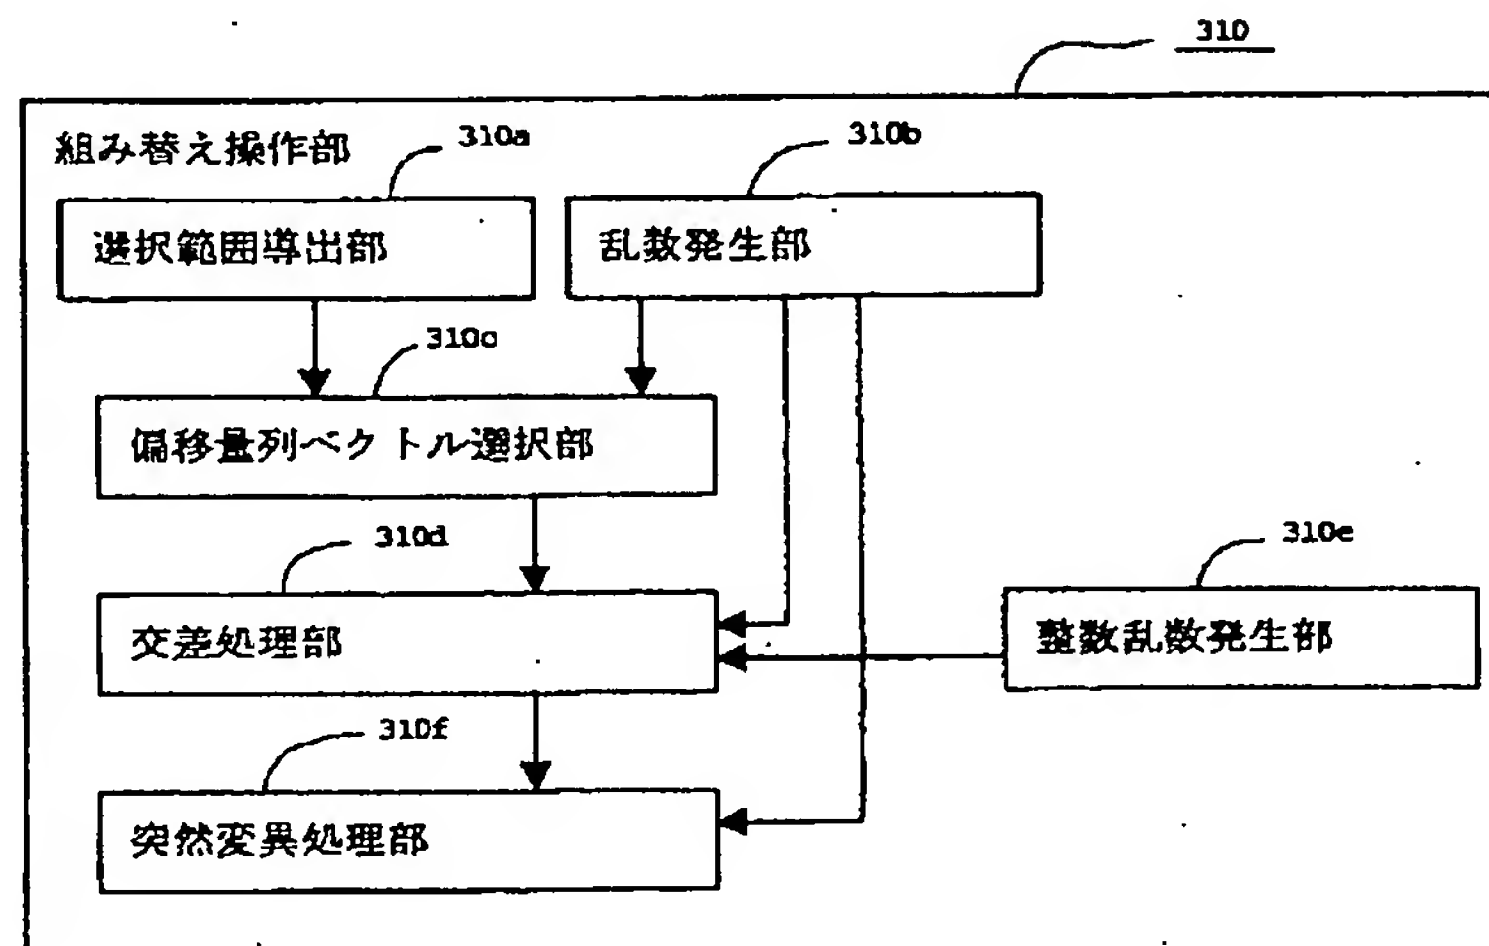 310
組み替え操作部
310a
310b
選択範囲導出部
乱数発生部
310c
偏移量列ベクトル選択部
310d
310e
交差処理部
整数乱数発生部
310f
突然変異処理部